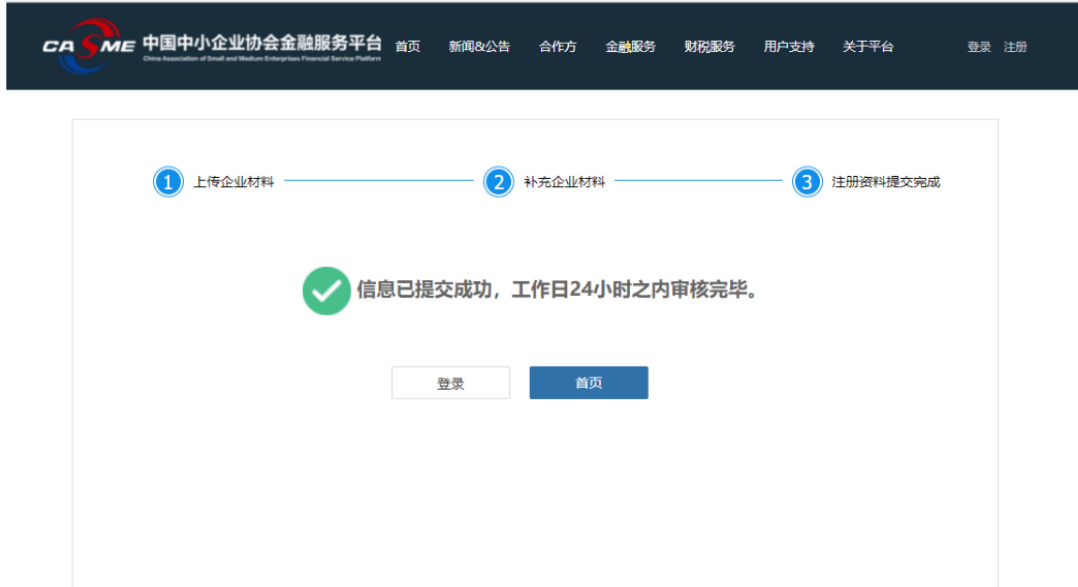 CASME 中国中小企业协会金融服务平台 首页 新闻&公告 合作方 金融服务 财税服务 用户支持 关于平台 登录 注册
China Association of Small and Medium Enterprises Financial Service Platform
1 上传企业材料 2 补充企业材料 3 注册资料提交完成
信息已提交成功，工作日24小时之内审核完毕。
登录 首页